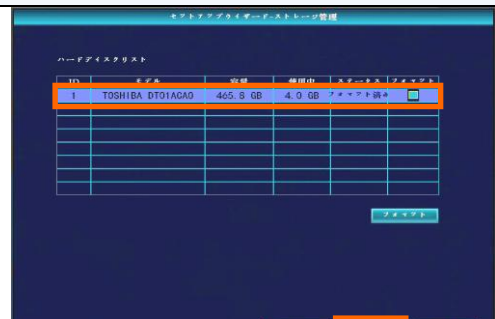 セットアップウィザード-ストレージ管理
ハードディスクリスト
ID モデル 容量 使用中 ステータス フォマット
1 TOSHIBA DT01ACA0 465.8 GB 4.0 GB フォマット済み
フォマット